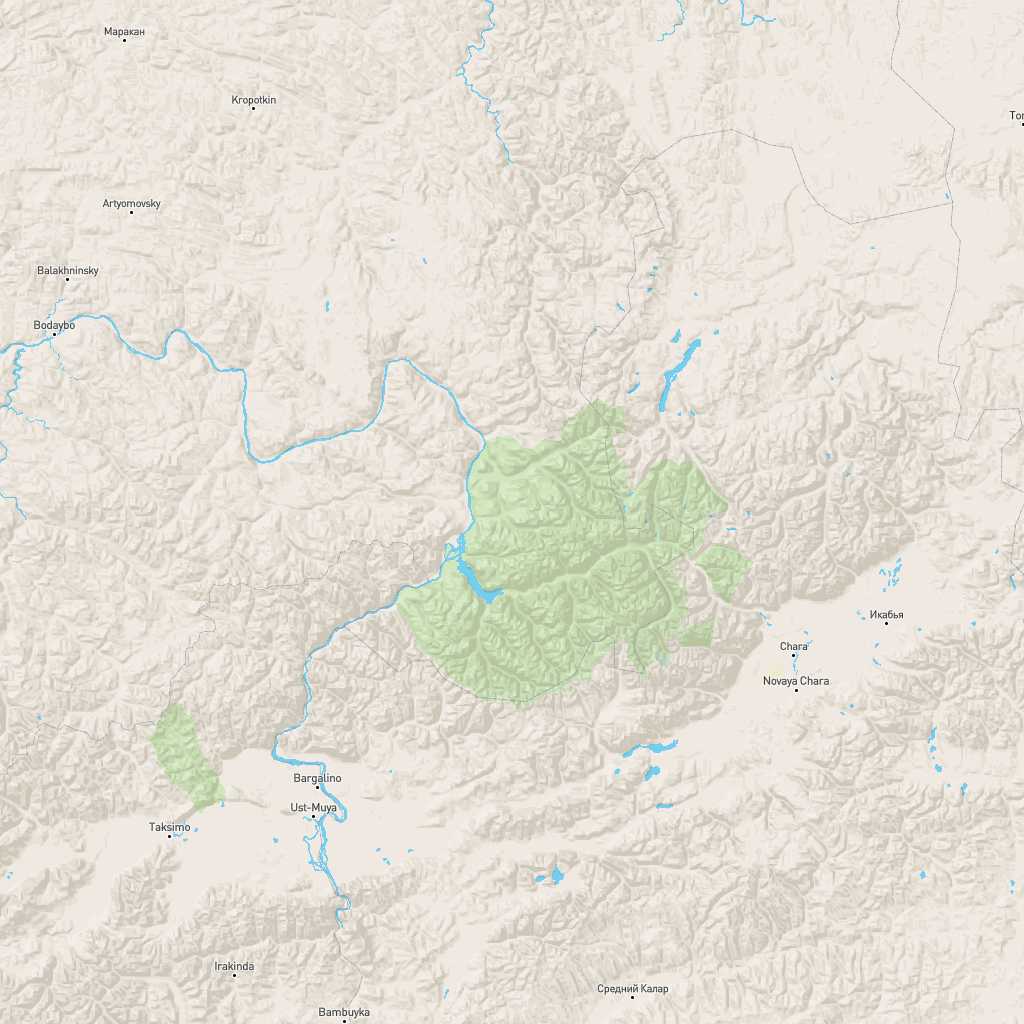 Маракан
Kropotkin
Tor
Artyomovsky
Balakhninsky
Bodaybo
Икабья
Chara
Novaya Chara
Bargalino
Ust-Muya
Taksimo
Irakinda
Средний Калар
Bambuyka